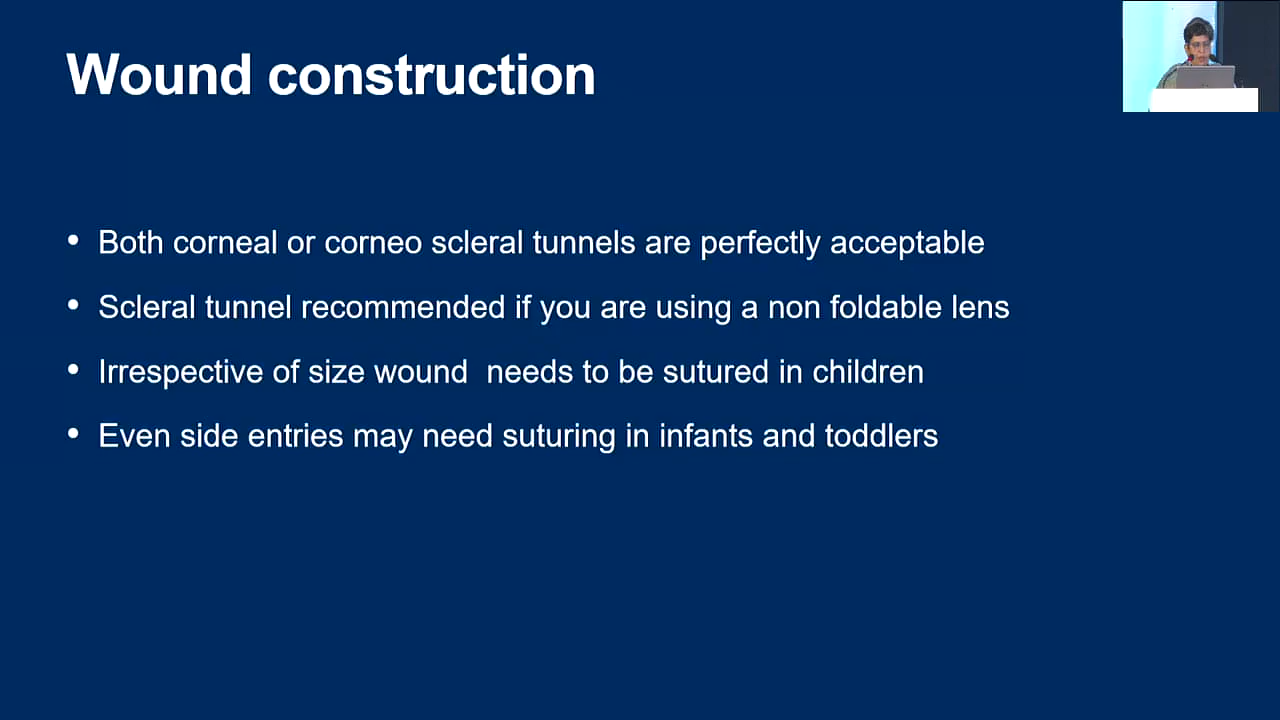 Wound construction
• Both corneal or corneo scleral tunnels are perfectly acceptable
• Scleral tunnel recommended if you are using a non foldable lens
• Irrespective of size wound  needs to be sutured in children
• Even side entries may need suturing in infants and toddlers